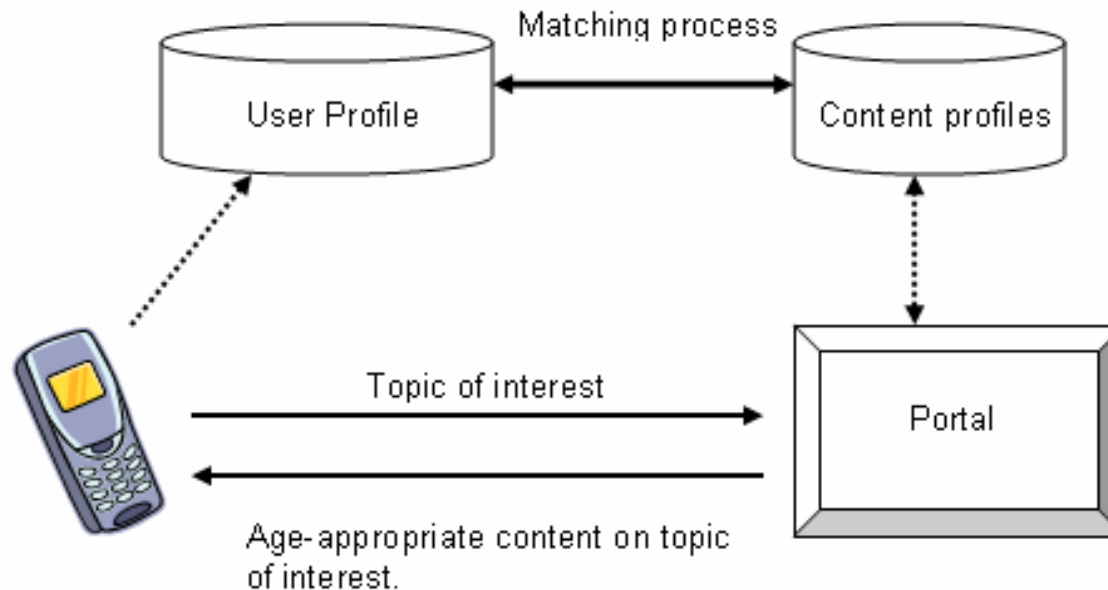 Matching process
User Profile
Content profiles
Topic of interest
Portal
Age-appropriate content on topic
of interest.